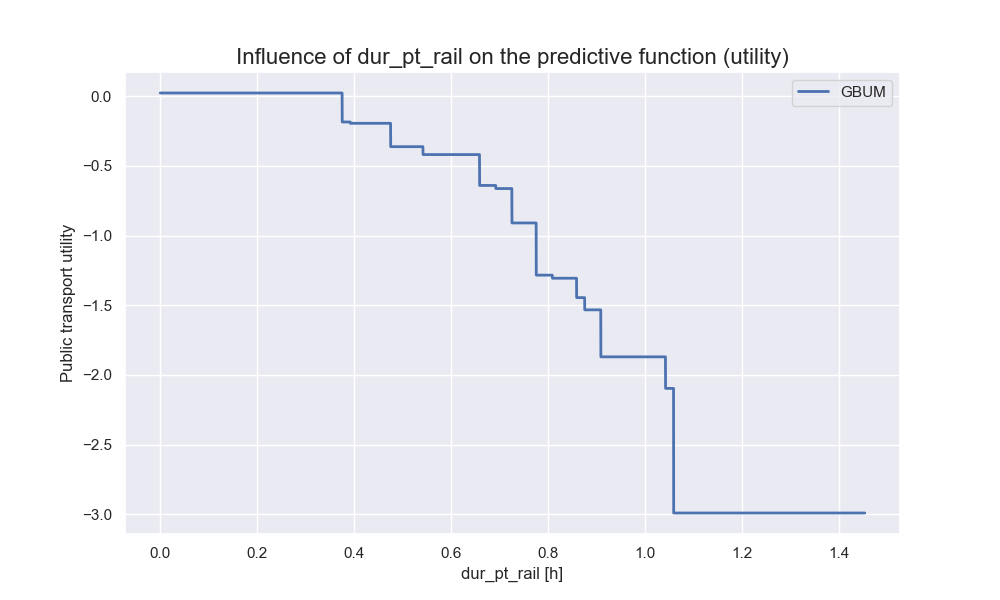 Influence of dur_pt_rail on the predictive function (utility)
GBUM
Public transport utility
0.0
−0.5
−1.0
−1.5
−2.0
−2.5
−3.0
0.0 0.2 0.4 0.6 0.8 1.0 1.2 1.4
dur_pt_rail [h]